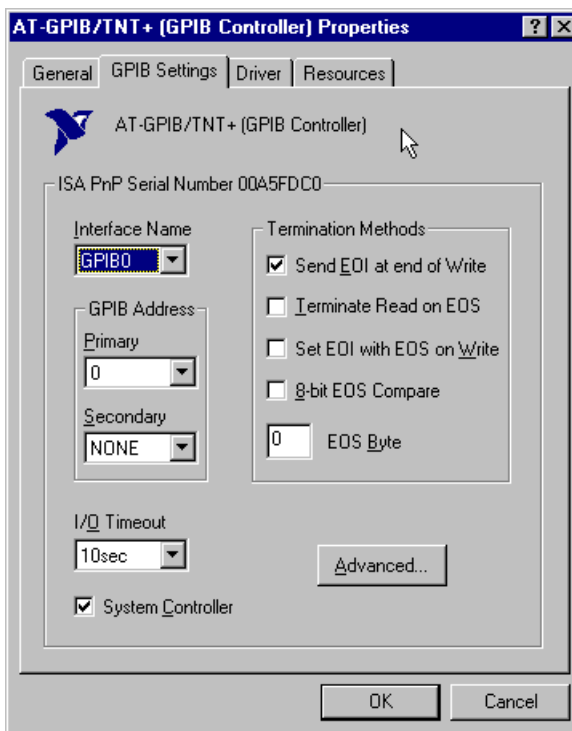 AT-GPIB/TNT+ (GPIB Controller) Properties
General
GPIB Settings
Driver
Resources
AT-GPIB/TNT+ (GPIB Controller)
ISA PnP Serial Number 00A5FDC0
Interface Name
GPIB0
GPIB Address
Primary
0
Secondary
NONE
I/O Timeout
10sec
System Controller
Termination Methods
Send EOI at end of Write
Terminate Read on EOS
Set EOI with EOS on Write
8-bit EOS Compare
0 EOS Byte
Advanced...
OK
Cancel